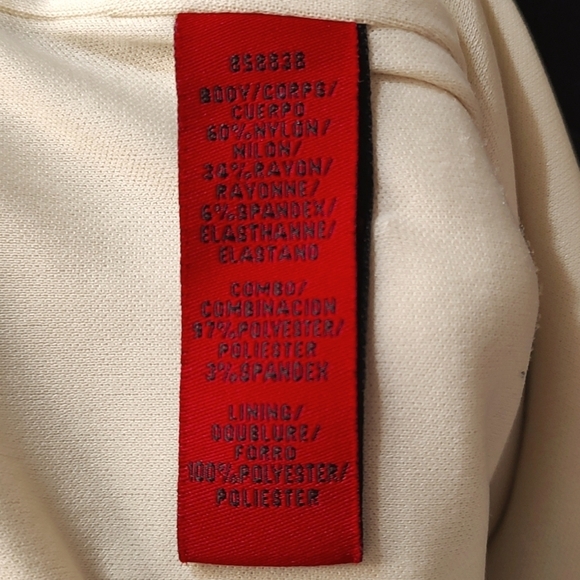 858838
BODY/CORPS/
CUERPO
60%NYLON/
NILON/
34%RAYON/
RAYONNE/
6%SPANDEX/
ELASTHANNE/
ELASTANO
COMBO/
COMBINACION
97%POLYESTER/
POLIESTER
3%SPANDEX
LINING/
DOUBLURE/
FORRO
100%POLYESTER/
POLIESTER